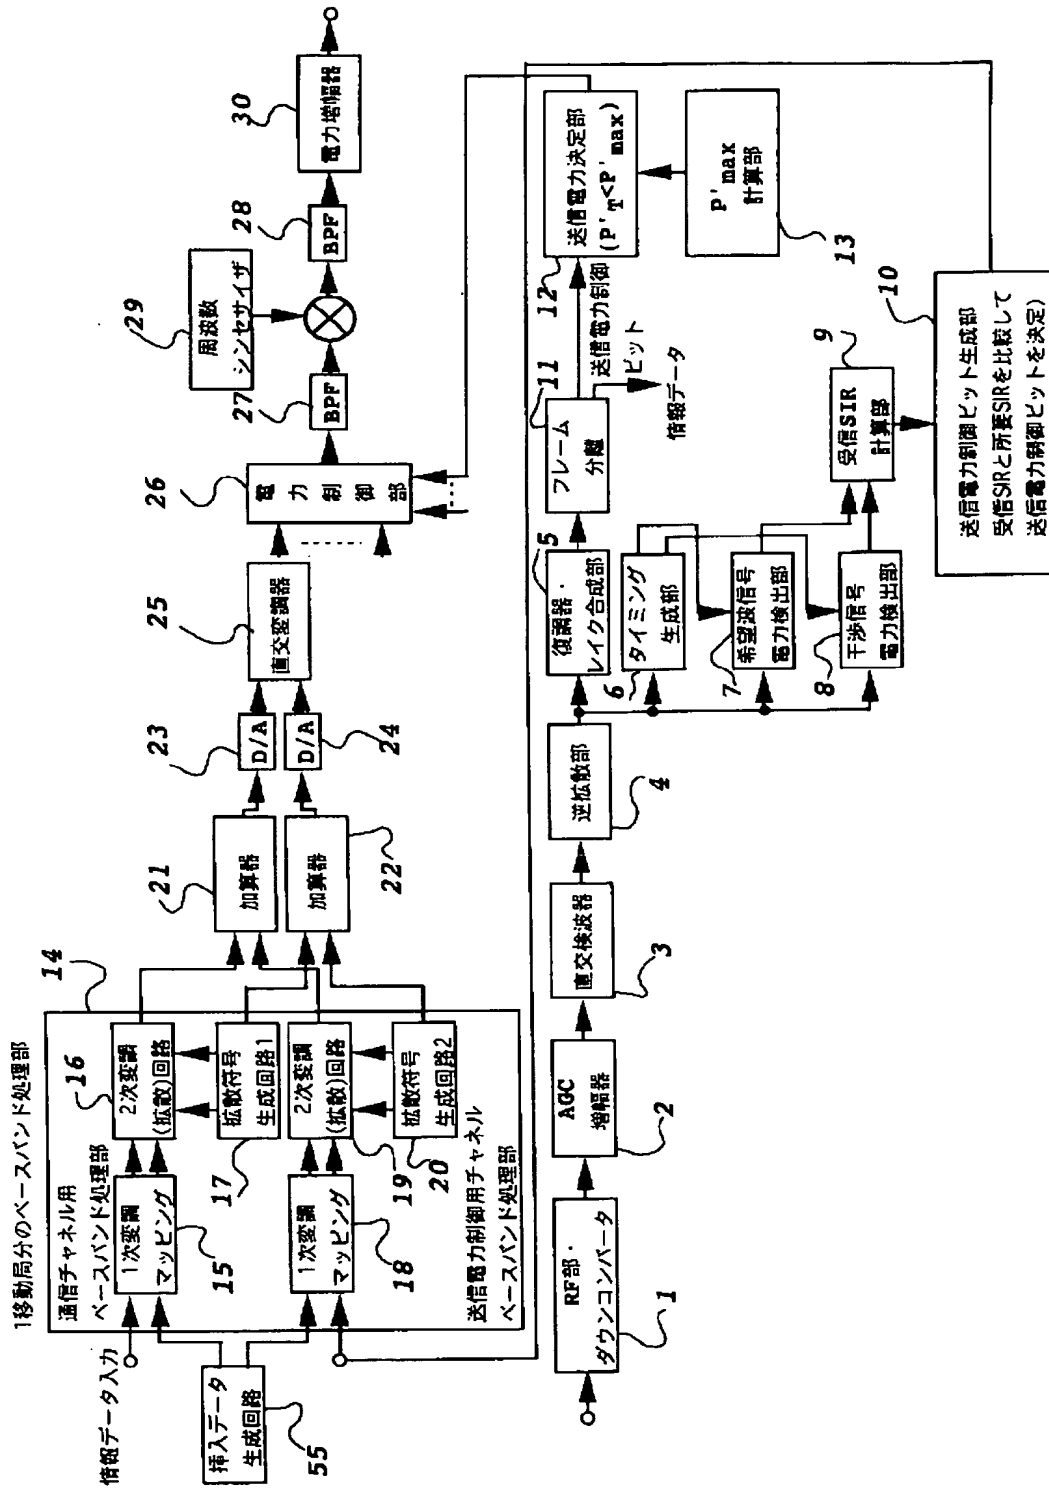 1移動局分のベースバンド処理部
14
通信チャネル用
ベースバンド処理部
情報データ入力
挿入データ
生成回路
55
1次変調
マッピング
15
16
2次変調
(拡散)回路
拡散符号
生成回路1
17
1次変調
マッピング
18
2次変調
(拡散)回路
19
拡散符号
生成回路2
20
送信電力制御用チャネル
ベースバンド処理部
21
加算器
加算器
22
23
D/A
D/A
24
25
直交変調器
26
電力制御部
27
BPF
29
周波数
シンセサイザ
28
BPF
30
電力増幅器
RF部・
ダウンコンバータ
1
AGC
増幅器
2
直交検波器
3
逆拡散部
4
5
復調器・
レイク合成部
6
タイミング
生成部
7
希望波信号
電力検出部
8
干渉信号
電力検出部
9
受信SIR
計算部
10
送信電力制御ビット生成部
受信SIRと所要SIRを比較して
送信電力制御ビットを決定)
11
フレーム
分離
送信電力制御
ビット
情報データ
12
送信電力決定部
(P'T<P'max)
P'max
計算部
13